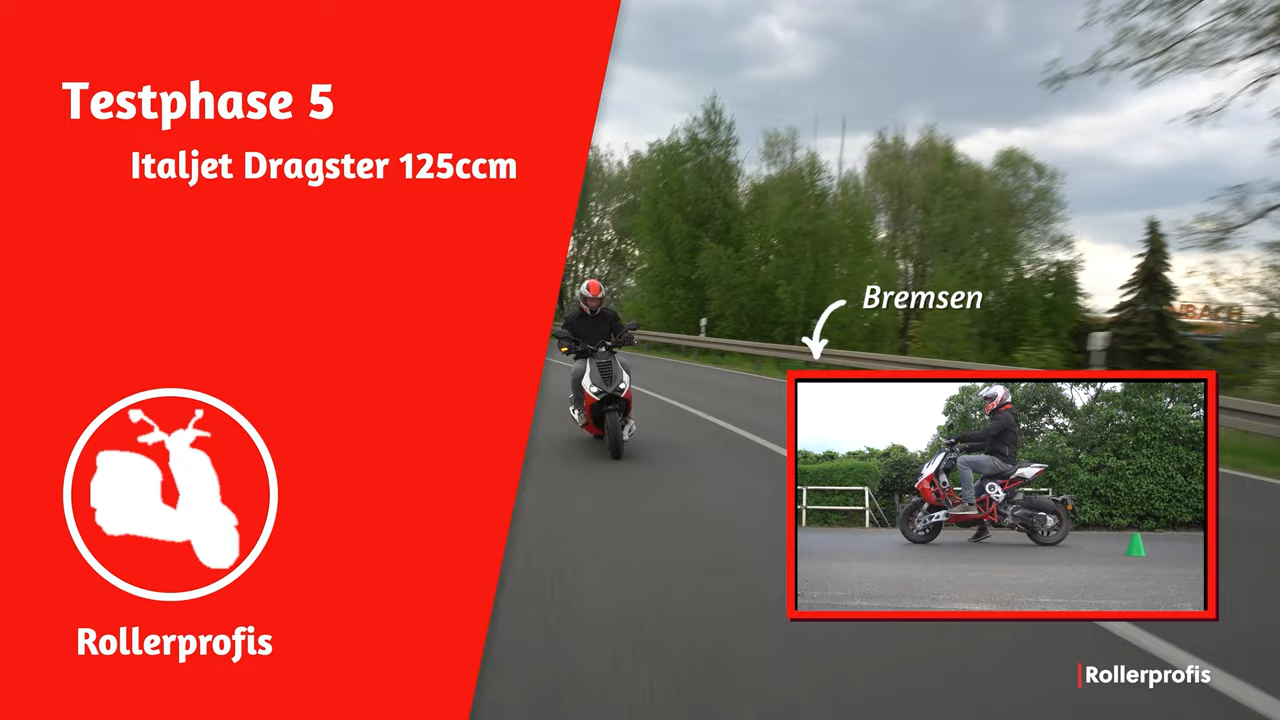 Testphase 5
Italjet Dragster 125ccm
Bremsen
Rollerprofis
Rollerprofis